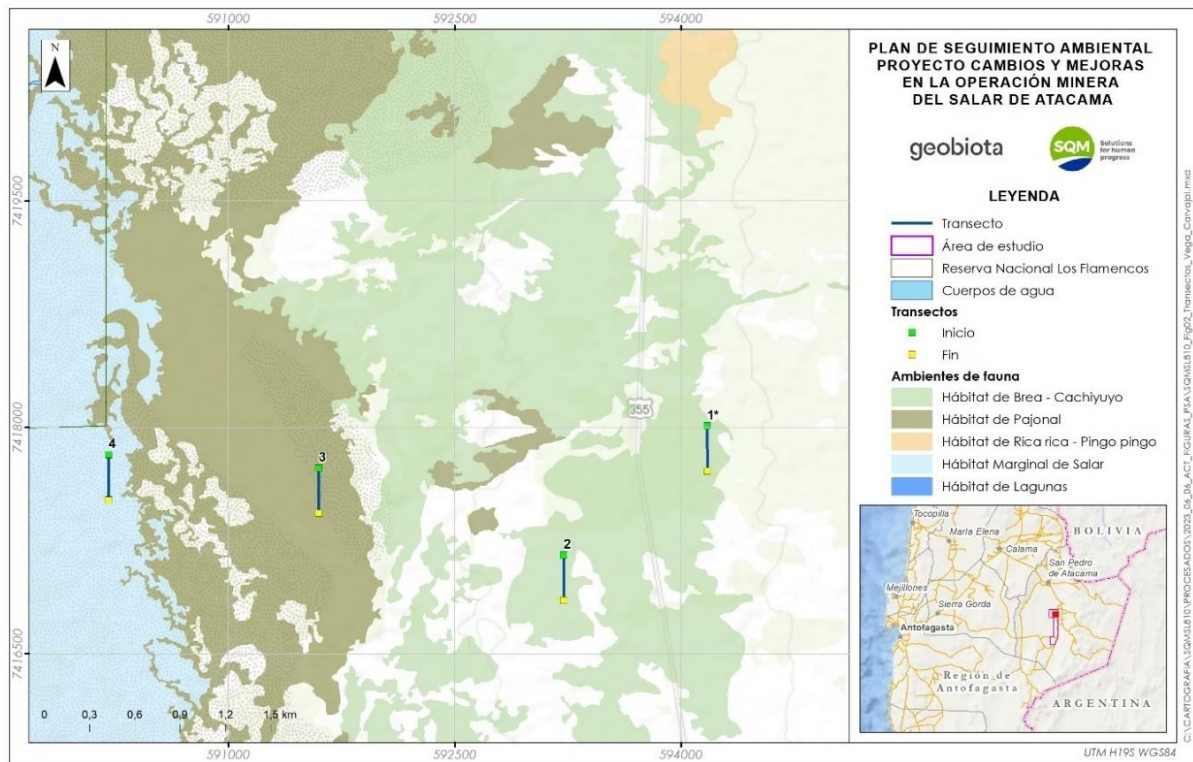 591000
592500
594000
7419500
7418000
7416500
N
1*
2
3
4
355
0 0,3 0,6 0,9 1,2 1,5 km
591000
592500
594000
PLAN DE SEGUIMIENTO AMBIENTAL
PROYECTO CAMBIOS Y MEJORAS
EN LA OPERACIÓN MINERA
DEL SALAR DE ATACAMA
geobiota
SQM
Solutions
for human
progress
LEYENDA
Transecto
Área de estudio
Reserva Nacional Los Flamencos
Cuerpos de agua
Transectos
Inicio
Fin
Ambientes de fauna
Hábitat de Brea - Cachiyuyo
Hábitat de Pajonal
Hábitat de Rica rica - Pingo pingo
Hábitat Marginal de Salar
Hábitat de Lagunas
Tocopilla
María Elena
BOLIVIA
Calama
San Pedro
de Atacama
Mejillones
Sierra Gorda
Antofagasta
Región de
Antofagasta
ARGENTINA
UTM H19S WGS84